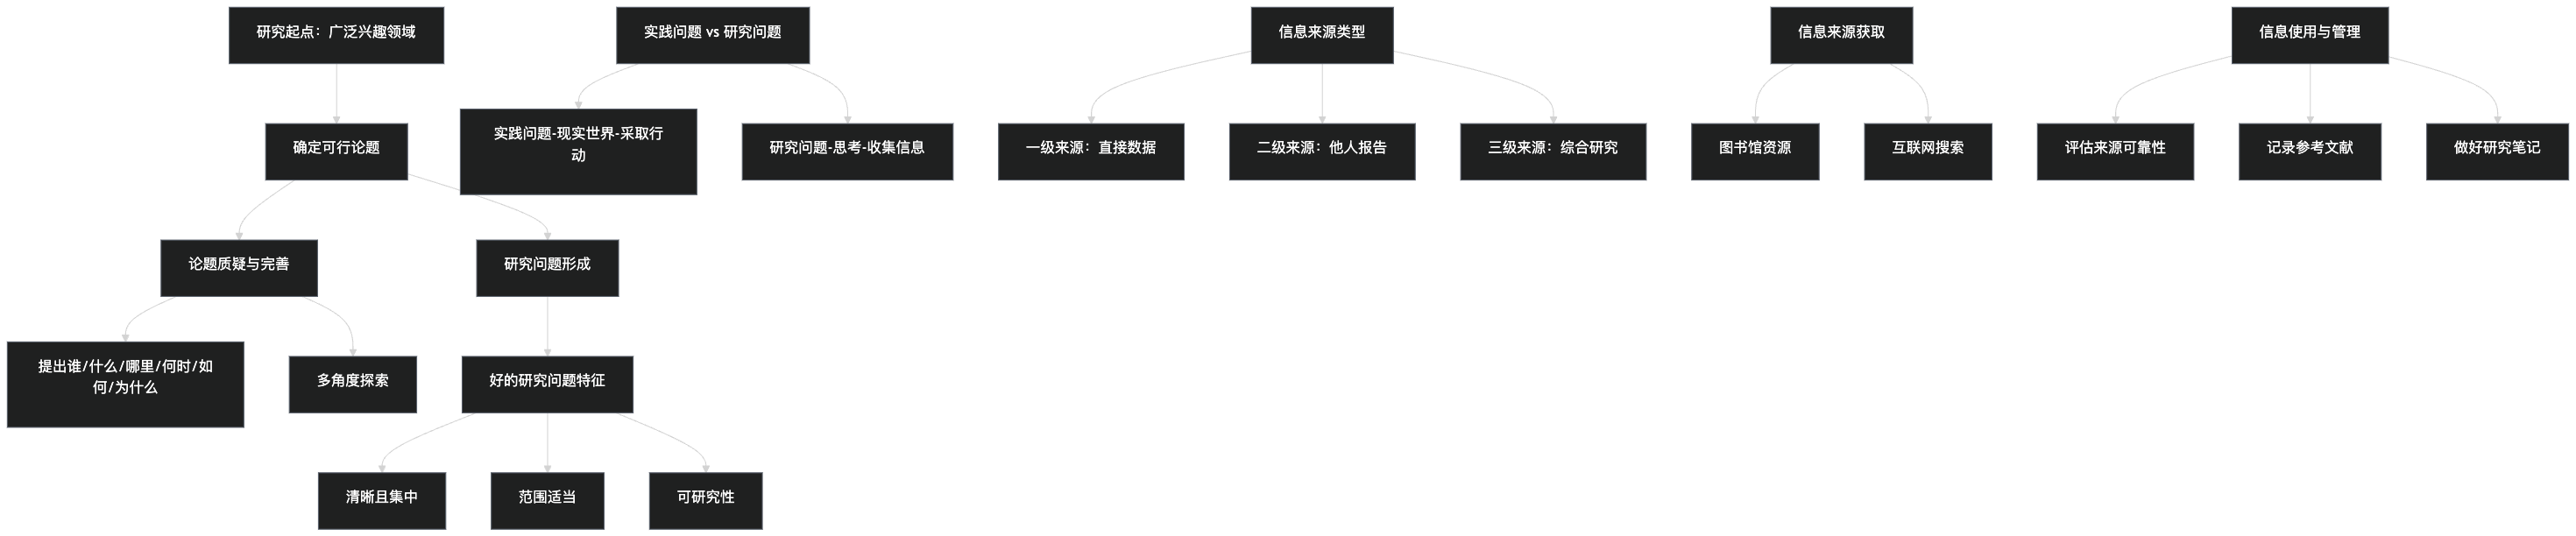 研究起点：广泛兴趣领域
实践问题 vs 研究问题
信息来源类型
信息来源获取
信息使用与管理
确定可行论题
实践问题-现实世界-采取行
动
研究问题-思考-收集信息
一级来源：直接数据
二级来源：他人报告
三级来源：综合研究
图书馆资源
互联网搜索
评估来源可靠性
记录参考文献
做好研究笔记
论题质疑与完善
研究问题形成
提出谁/什么/哪里/何时/如
何/为什么
多角度探索
好的研究问题特征
清晰且集中
范围适当
可研究性